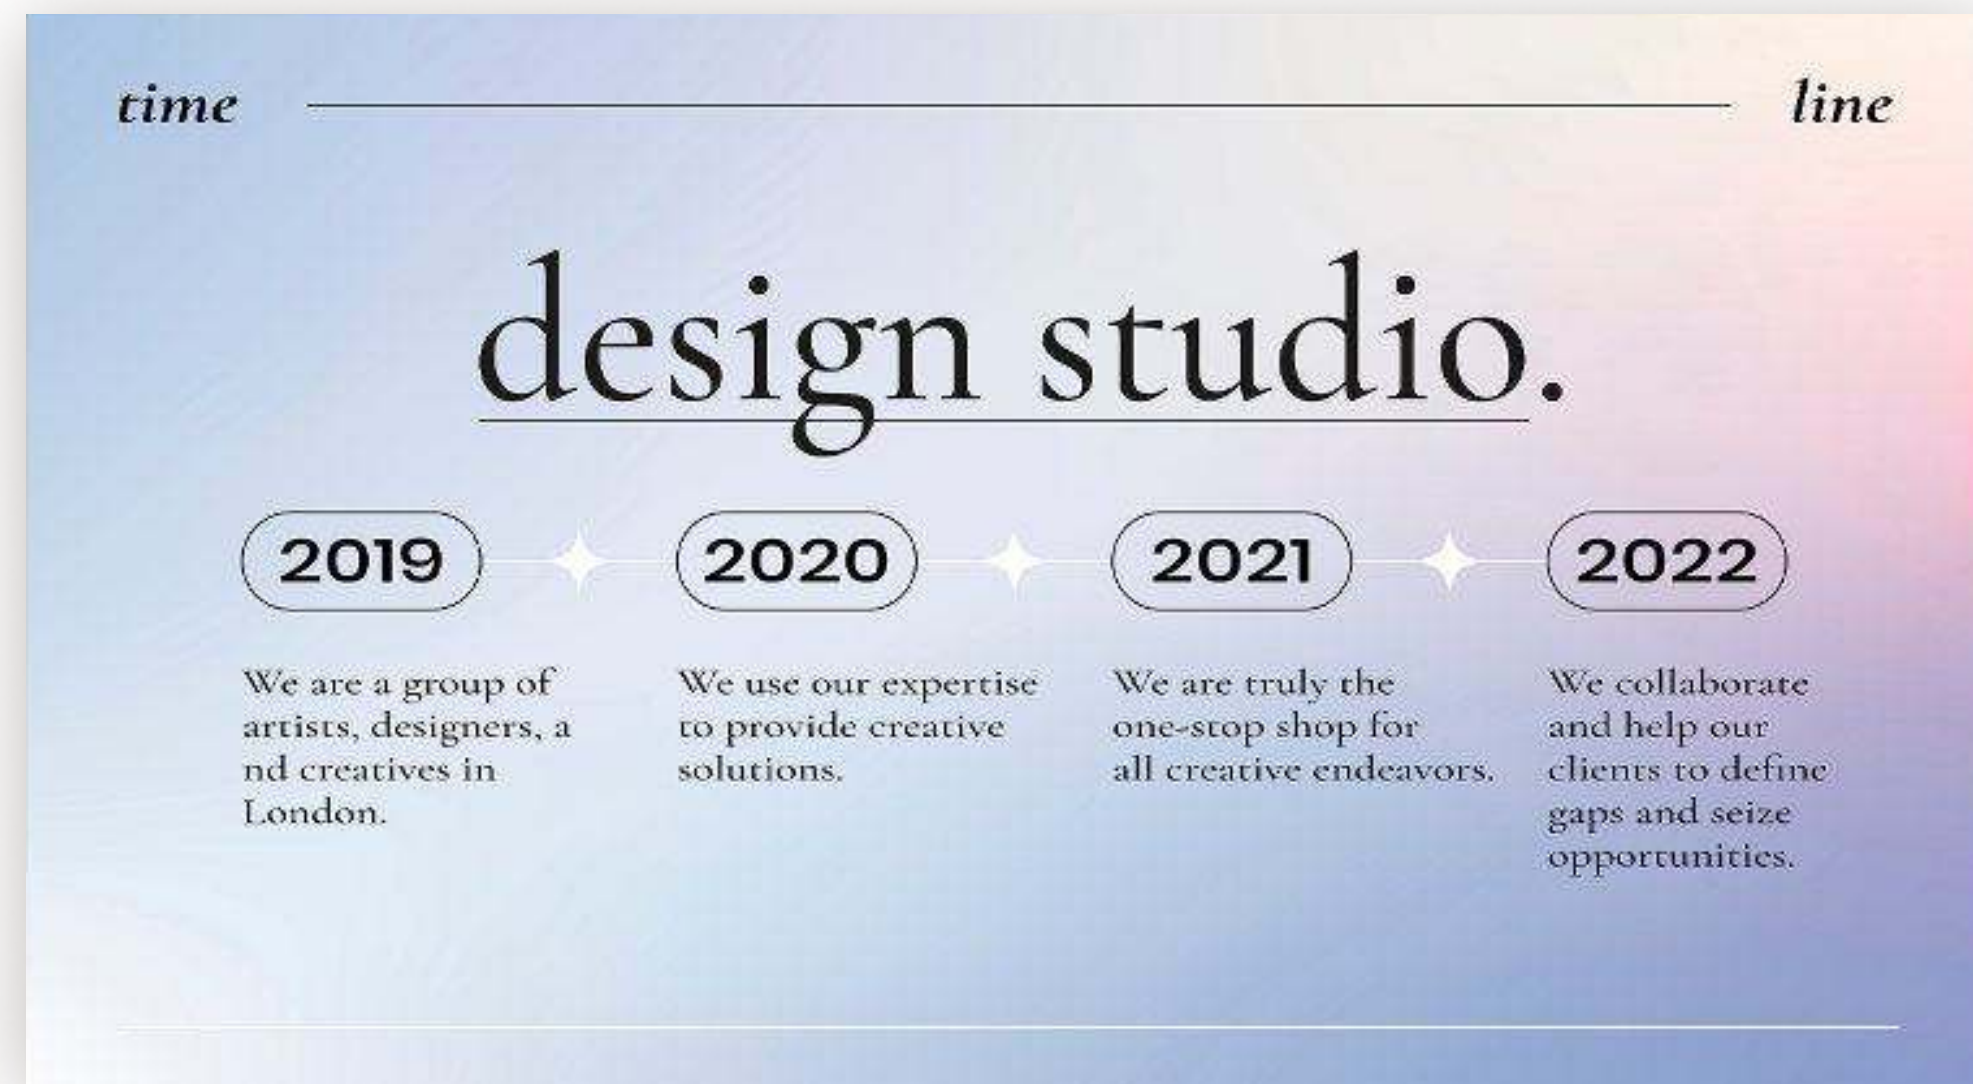 time
line
design studio.
2019
2020
2021
2022
We are a group of
artists, designers, a
nd creatives in
London.
We use our expertise
to provide creative
solutions.
We are truly the
one-stop shop for
all creative endeavors.
We collaborate
and help our
clients to define
gaps and seize
opportunities.